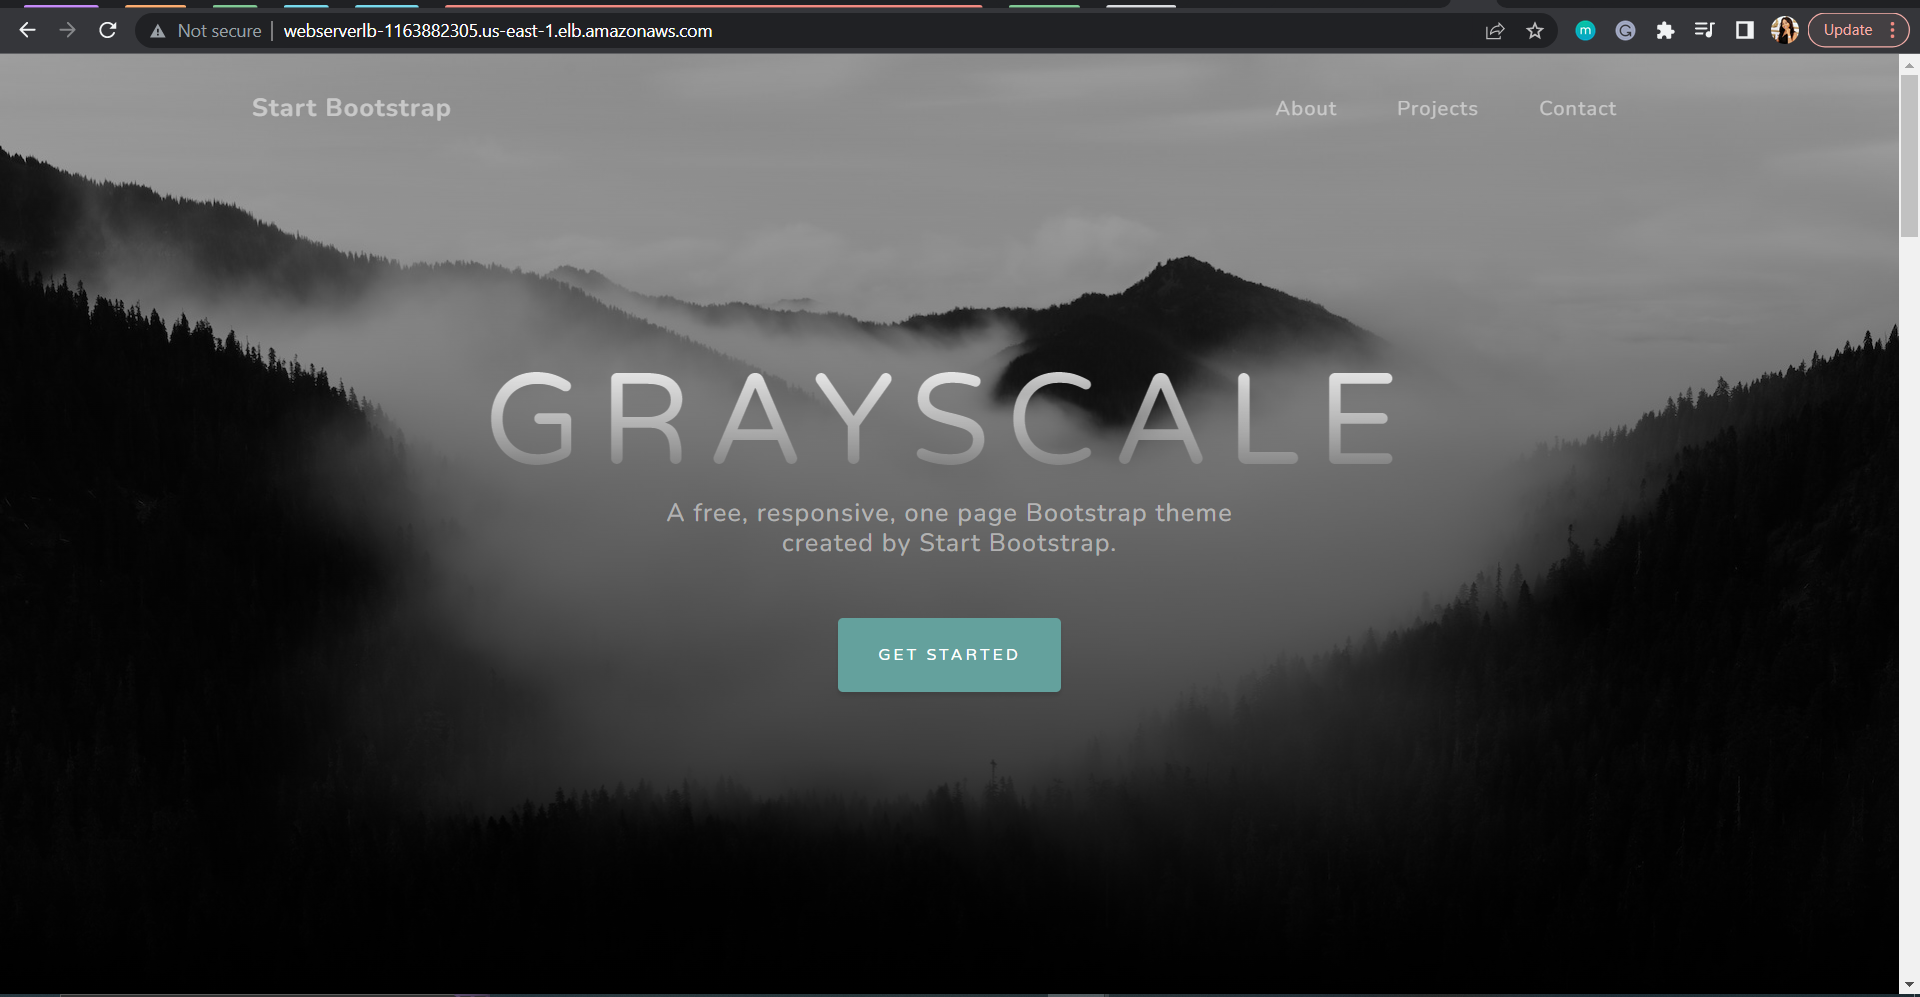 Not secure
webserverlb-1163882305.us-east-1.elb.amazonaws.com
m
G
Update
Start Bootstrap
About
Projects
Contact
GRAYSCALE
A free, responsive, one page Bootstrap theme
created by Start Bootstrap.
GET STARTED